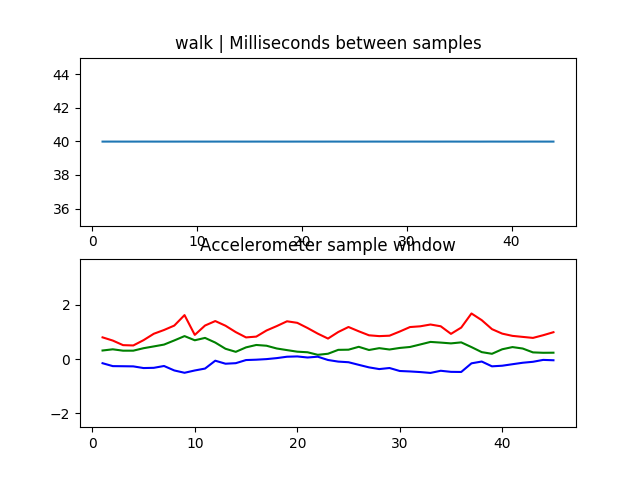 walk | Milliseconds between samples
44
42
40
38
36
0 10 20 30 40
Accelerometer sample window
2
0
−2
0 10 20 30 40